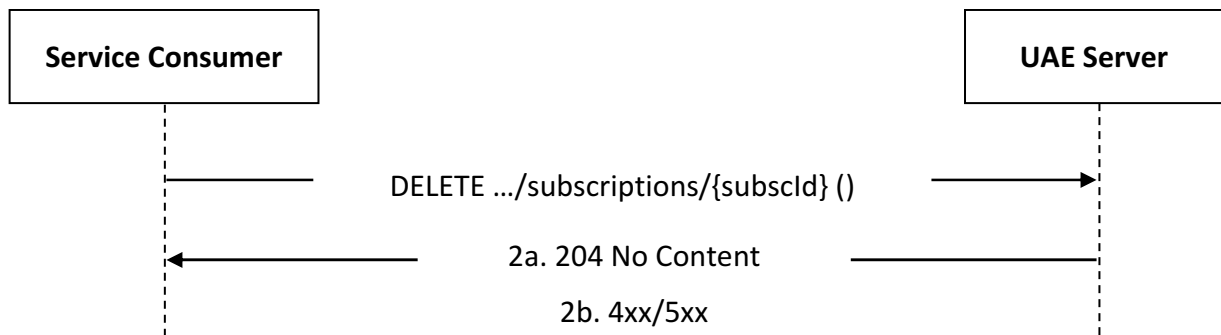 Service Consumer
UAE Server
DELETE …/subscriptions/{subscId} ()
2a. 204 No Content
2b. 4xx/5xx